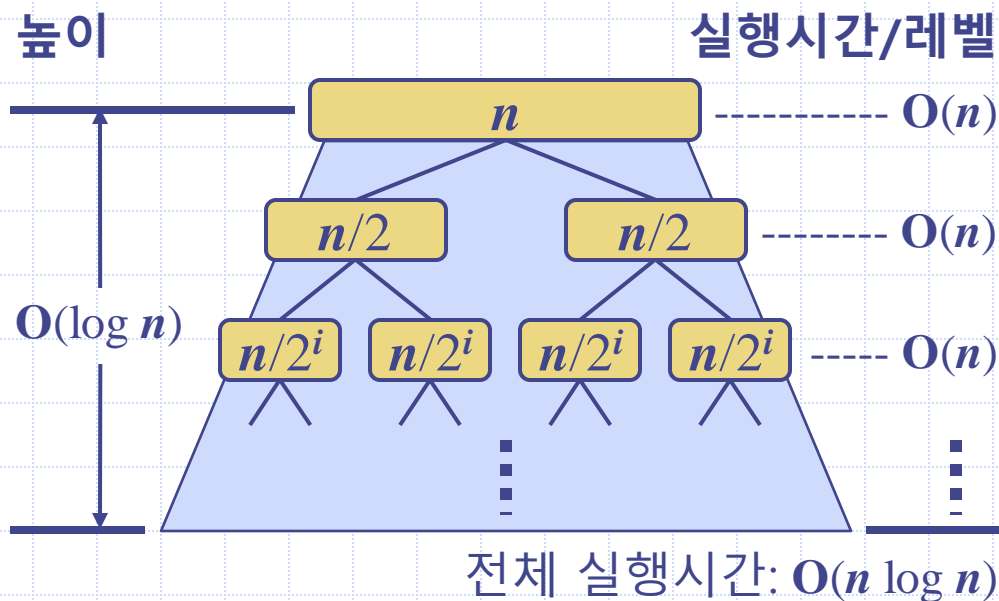 높이 실행시간/레벨
n O(n)
n/2 n/2 O(n)
O(log n)
n/2ⁱ n/2ⁱ n/2ⁱ n/2ⁱ O(n)
전체 실행시간: O(n log n)